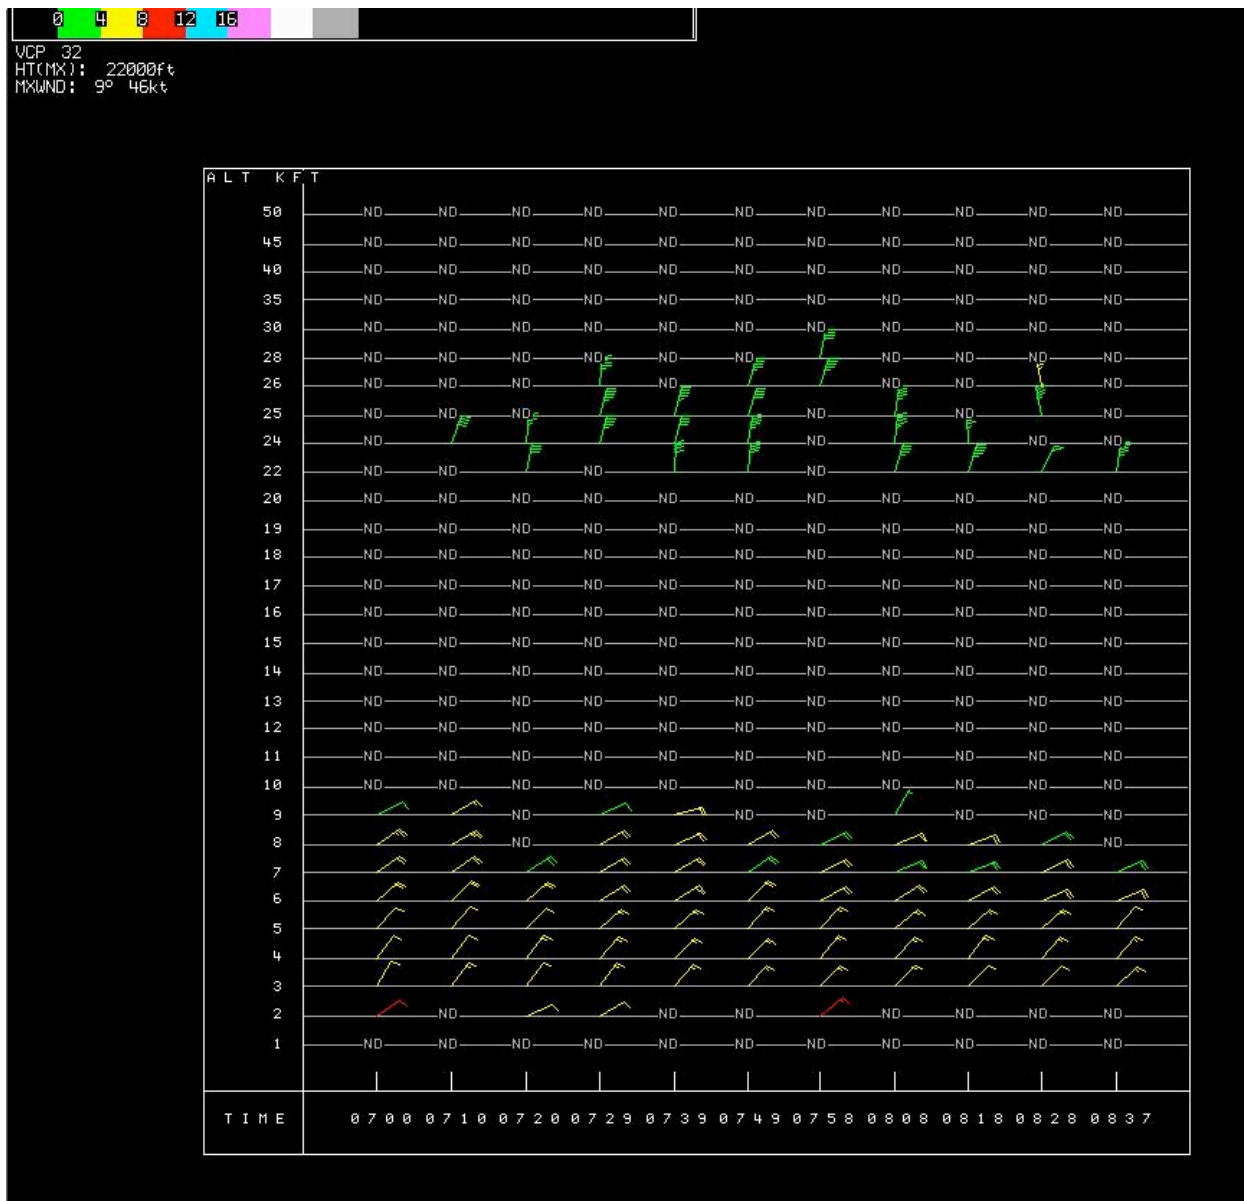 0 4 8 12 16
VCP 32
HT(MX): 22000ft
MXWND: 9° 46kt
ALT KFT
50 ND ND ND ND ND ND ND ND ND ND ND
45 ND ND ND ND ND ND ND ND ND ND ND
40 ND ND ND ND ND ND ND ND ND ND ND
35 ND ND ND ND ND ND ND ND ND ND ND
30 ND ND ND ND ND ND ND ND ND ND ND
28 ND ND ND ND ND ND ND ND ND ND
26 ND ND ND ND ND ND ND
25 ND ND ND ND ND ND
24 ND ND ND ND
22 ND ND ND ND
20 ND ND ND ND ND ND ND ND ND ND ND
19 ND ND ND ND ND ND ND ND ND ND ND
18 ND ND ND ND ND ND ND ND ND ND ND
17 ND ND ND ND ND ND ND ND ND ND ND
16 ND ND ND ND ND ND ND ND ND ND ND
15 ND ND ND ND ND ND ND ND ND ND ND
14 ND ND ND ND ND ND ND ND ND ND ND
13 ND ND ND ND ND ND ND ND ND ND ND
12 ND ND ND ND ND ND ND ND ND ND ND
11 ND ND ND ND ND ND ND ND ND ND ND
10 ND ND ND ND ND ND ND ND ND ND ND
9 ND ND ND ND ND ND
8 ND ND
7
6
5
4
3
2 ND ND ND ND ND ND ND
1 ND ND ND ND ND ND ND ND ND ND ND
TIME 0700 0710 0720 0729 0739 0749 0758 0808 0818 0828 0837